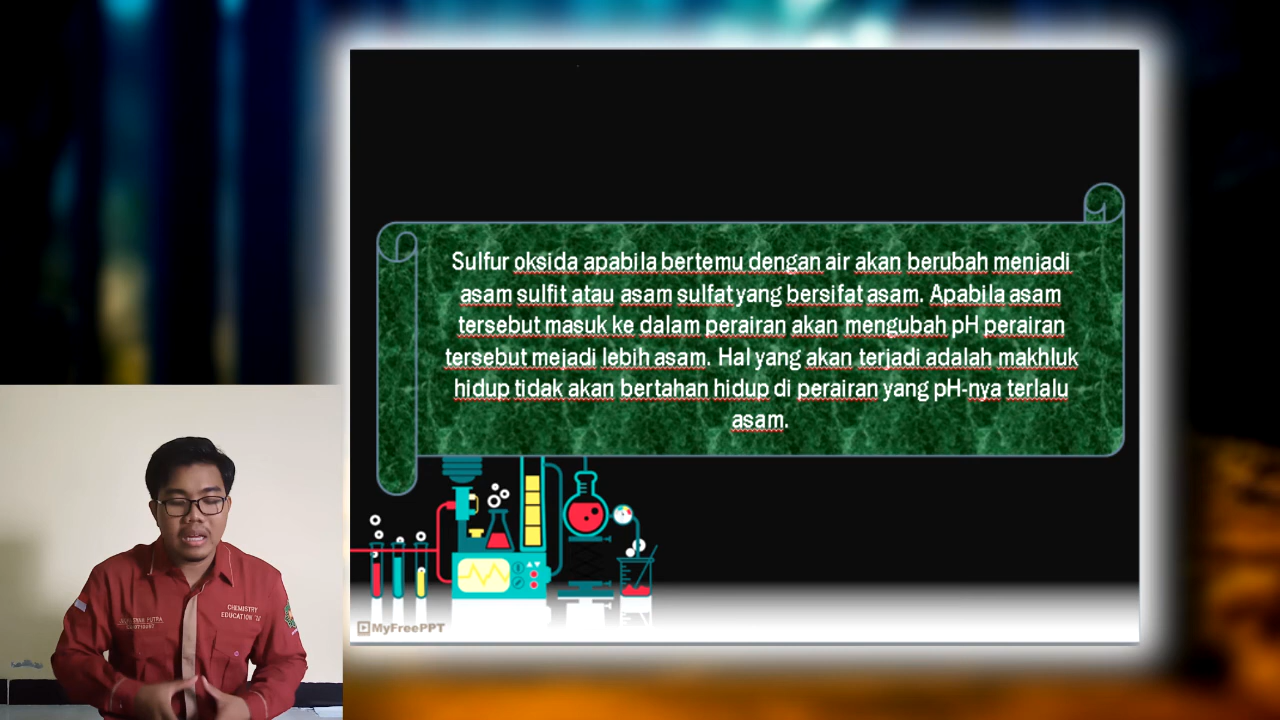 Sulfur oksida apabila bertemu dengan air akan berubah menjadi
asam sulfit atau asam sulfat yang bersifat asam. Apabila asam
tersebut masuk ke dalam perairan akan mengubah pH perairan
tersebut mejadi lebih asam. Hal yang akan terjadi adalah makhluk
hidup tidak akan bertahan hidup di perairan yang pH-nya terlalu
asam.
MyFreePPT
CHEMISTRY
EDUCATION
PUTRA